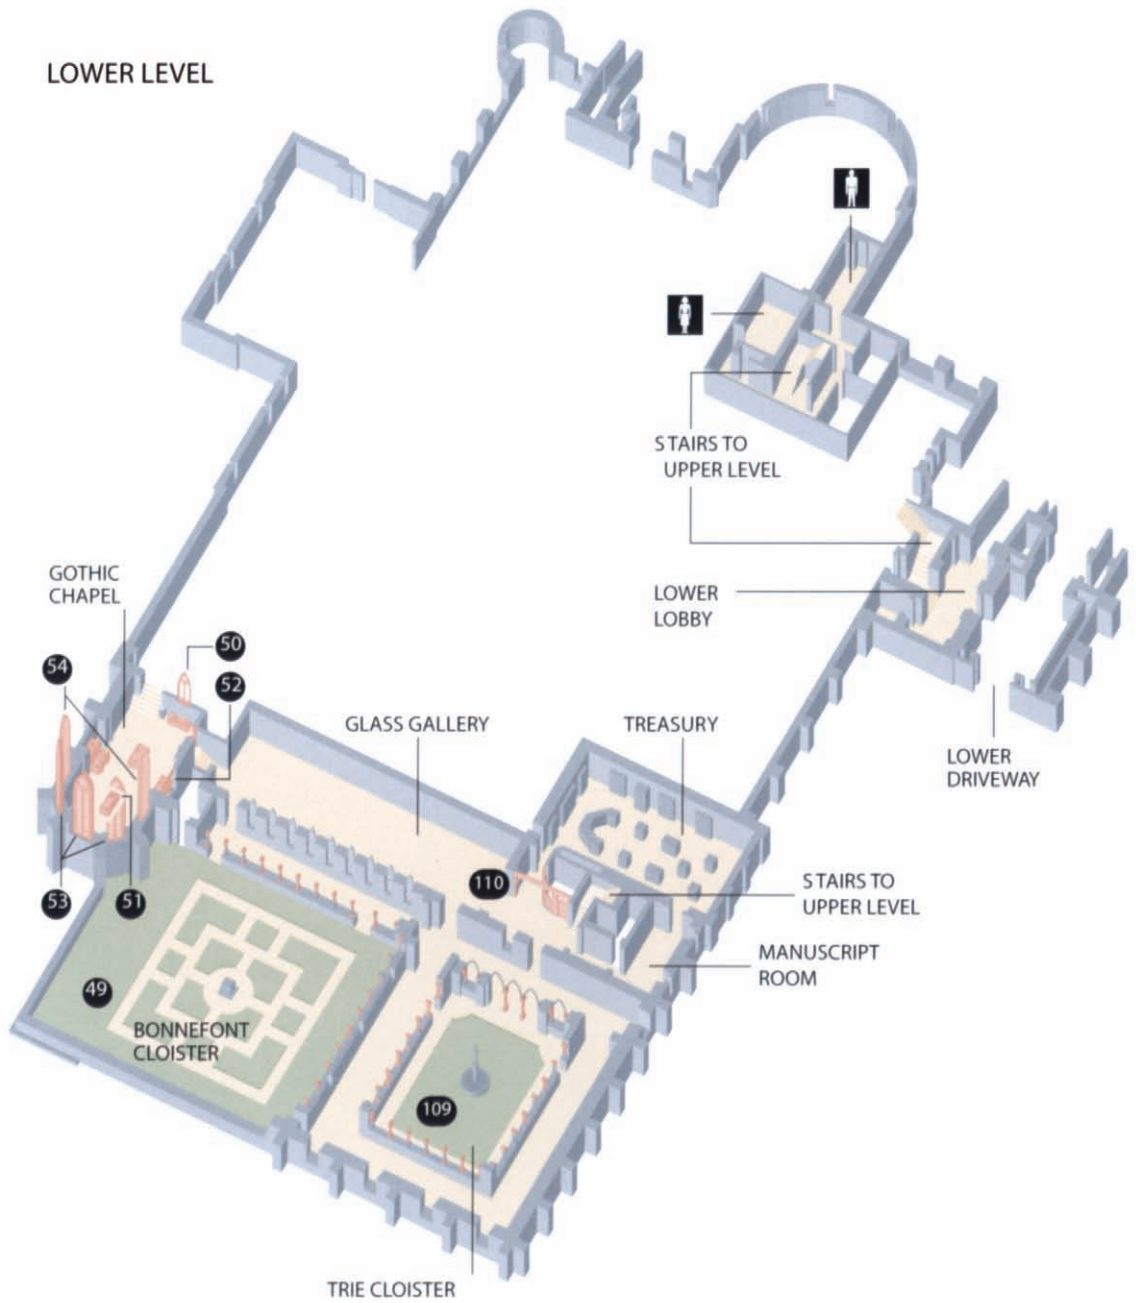 LOWER LEVEL
STAIRS TO
UPPER LEVEL
GOTHIC
CHAPEL
LOWER
LOBBY
50
54
52
GLASS GALLERY
TREASURY
LOWER
DRIVEWAY
110
STAIRS TO
UPPER LEVEL
53
51
MANUSCRIPT
ROOM
49
BONNEFONT
CLOISTER
109
TRIE CLOISTER